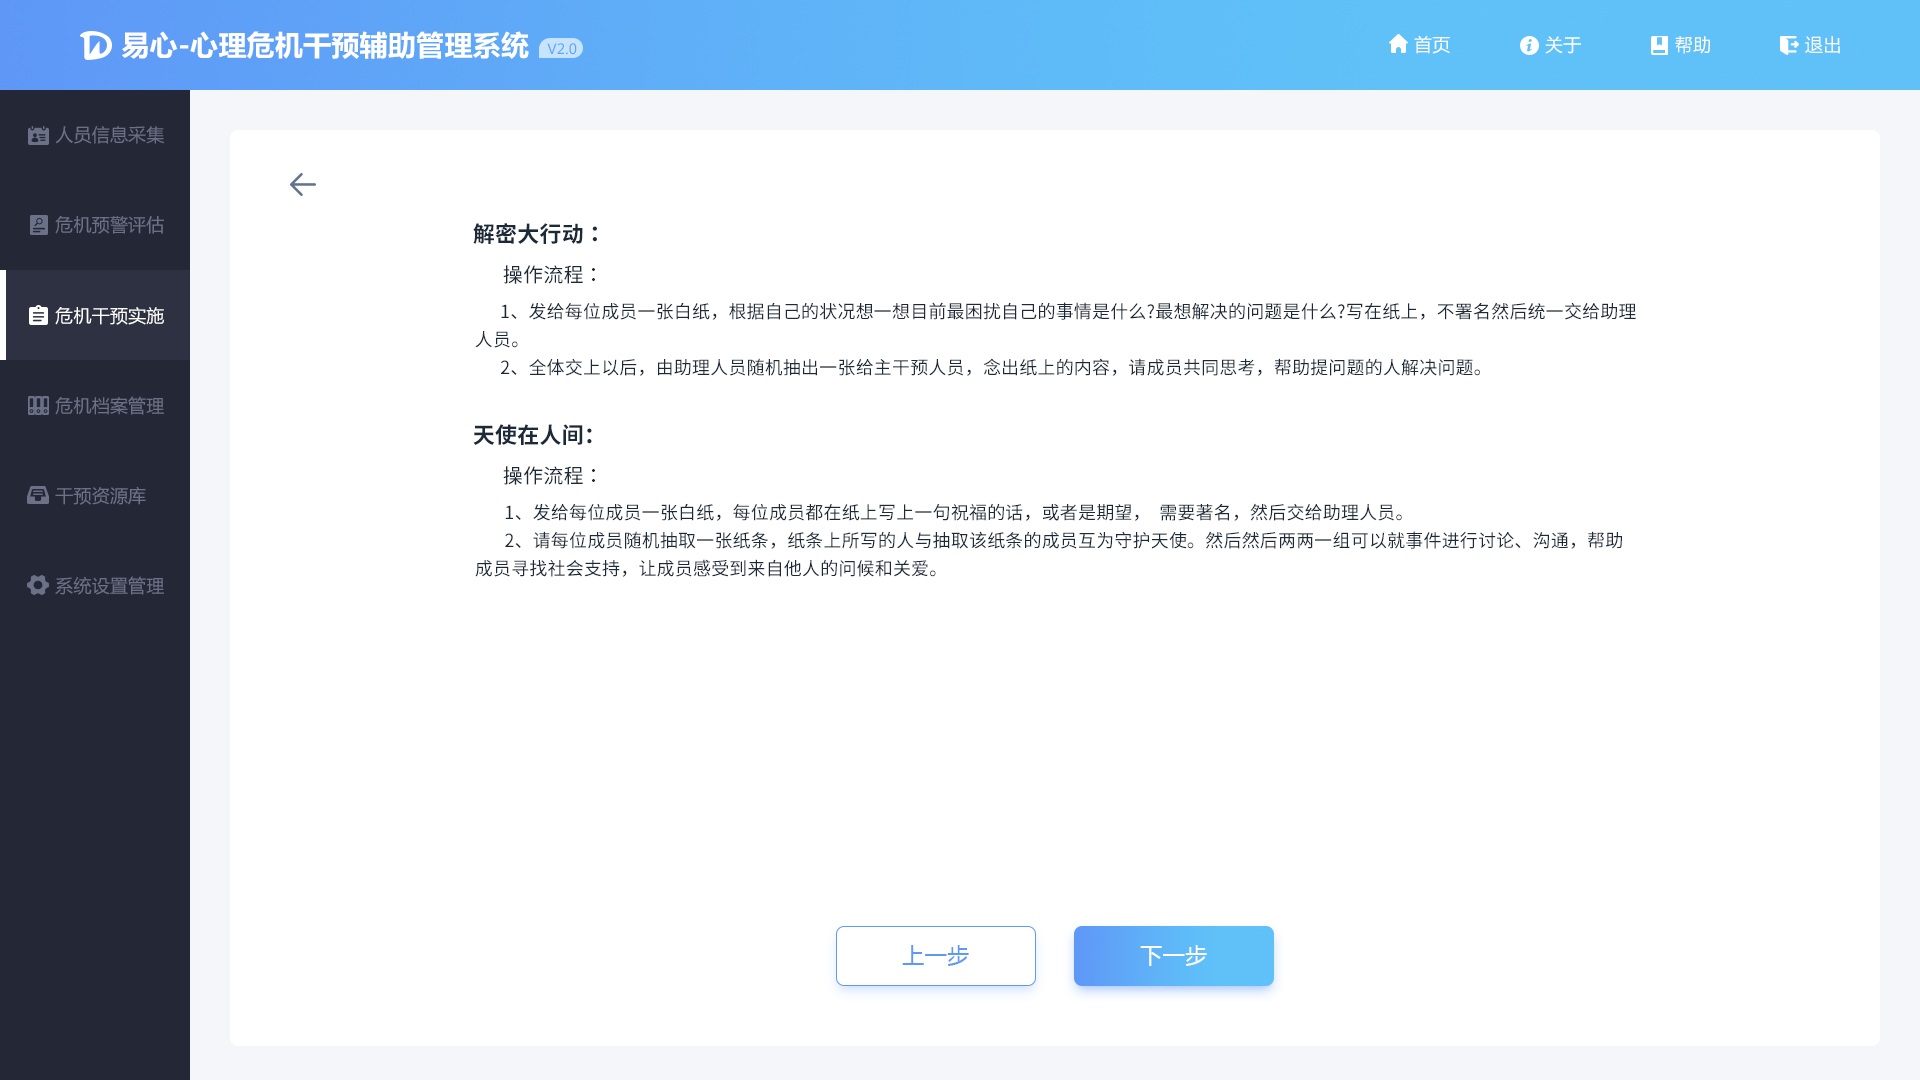 易心-心理危机干预辅助管理系统 V2.0
首页
关于
帮助
退出
人员信息采集
危机预警评估
危机干预实施
危机档案管理
干预资源库
系统设置管理
解密大行动：
操作流程：
1、发给每位成员一张白纸，根据自己的状况想一想目前最困扰自己的事情是什么?最想解决的问题是什么?写在纸上，不署名然后统一交给助理
人员。
2、全体交上以后，由助理人员随机抽出一张给主干预人员，念出纸上的内容，请成员共同思考，帮助提问题的人解决问题。
天使在人间：
操作流程：
1、发给每位成员一张白纸，每位成员都在纸上写上一句祝福的话，或者是期望， 需要著名，然后交给助理人员。
2、请每位成员随机抽取一张纸条，纸条上所写的人与抽取该纸条的成员互为守护天使。然后然后两两一组可以就事件进行讨论、沟通，帮助
成员寻找社会支持，让成员感受到来自他人的问候和关爱。
上一步
下一步